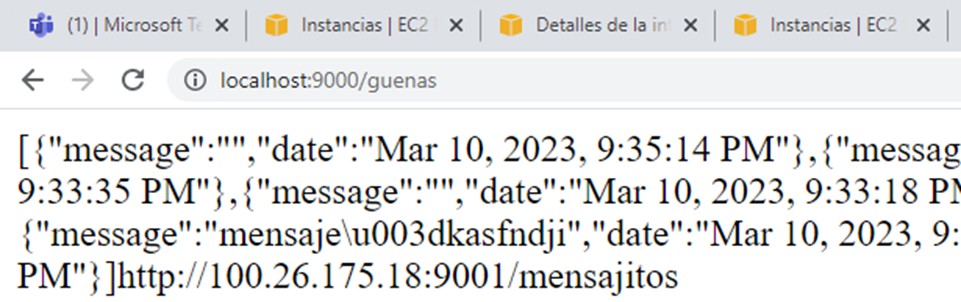 (1) | Microsoft Te Instancias | EC2 Detalles de la in Instancias | EC2
localhost:9000/guenas
[{"message":"","date":"Mar 10, 2023, 9:35:14 PM"},{"messag
9:33:35 PM"},{"message":"","date":"Mar 10, 2023, 9:33:18 PM
{"message":"mensaje\u003dkasfndji","date":"Mar 10, 2023, 9:
PM"}]http://100.26.175.18:9001/mensajitos